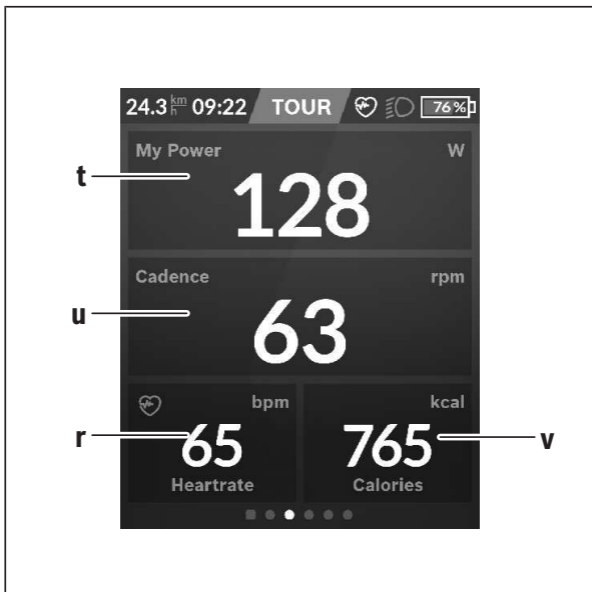 24.3 km/h 09:22 TOUR 76 %
My Power W
t
128
Cadence rpm
u
63
bpm kcal
r 65 765 v
Heartrate Calories